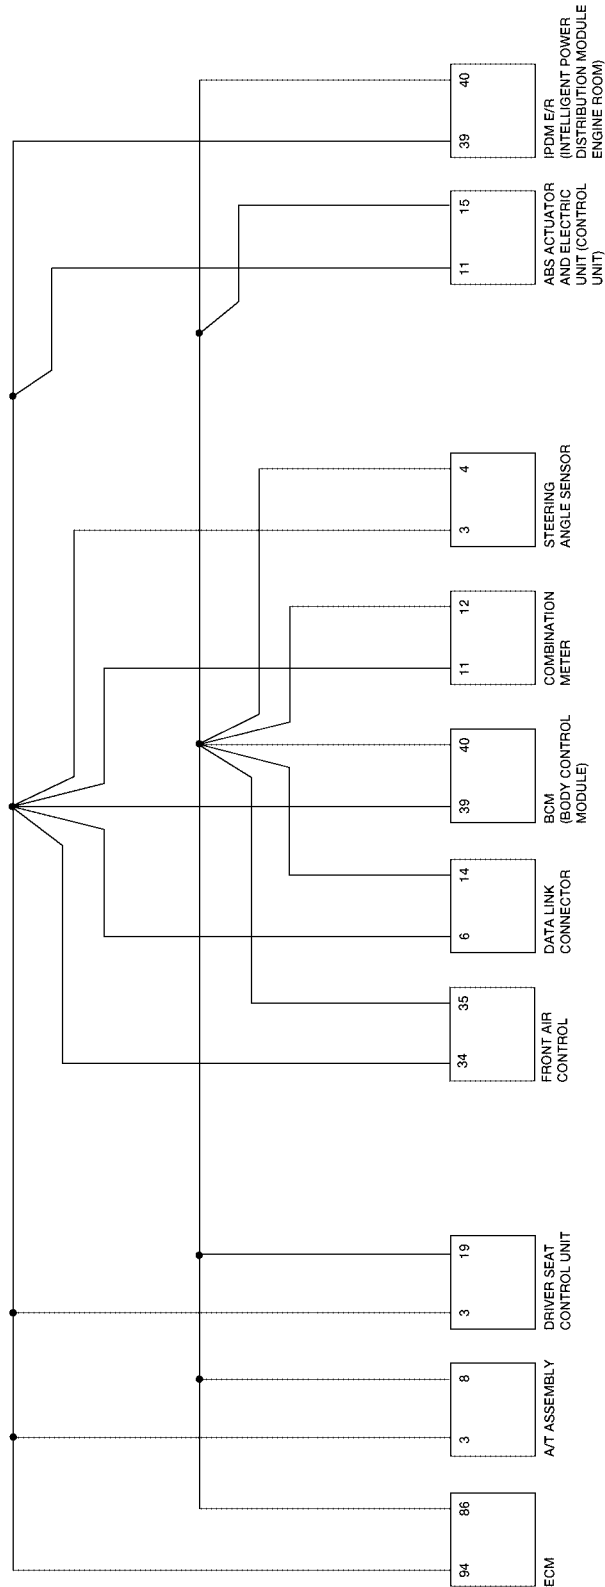 94
86
ECM
3
8
A/T ASSEMBLY
3
19
DRIVER SEAT
CONTROL UNIT
34
35
FRONT AIR
CONTROL
6
14
DATA LINK
CONNECTOR
39
40
BCM
(BODY CONTROL
MODULE)
11
12
COMBINATION
METER
3
4
STEERING
ANGLE SENSOR
11
15
ABS ACTUATOR
AND ELECTRIC
UNIT (CONTROL
UNIT)
39
40
IPDM E/R
(INTELLIGENT POWER
DISTRIBUTION MODULE
ENGINE ROOM)